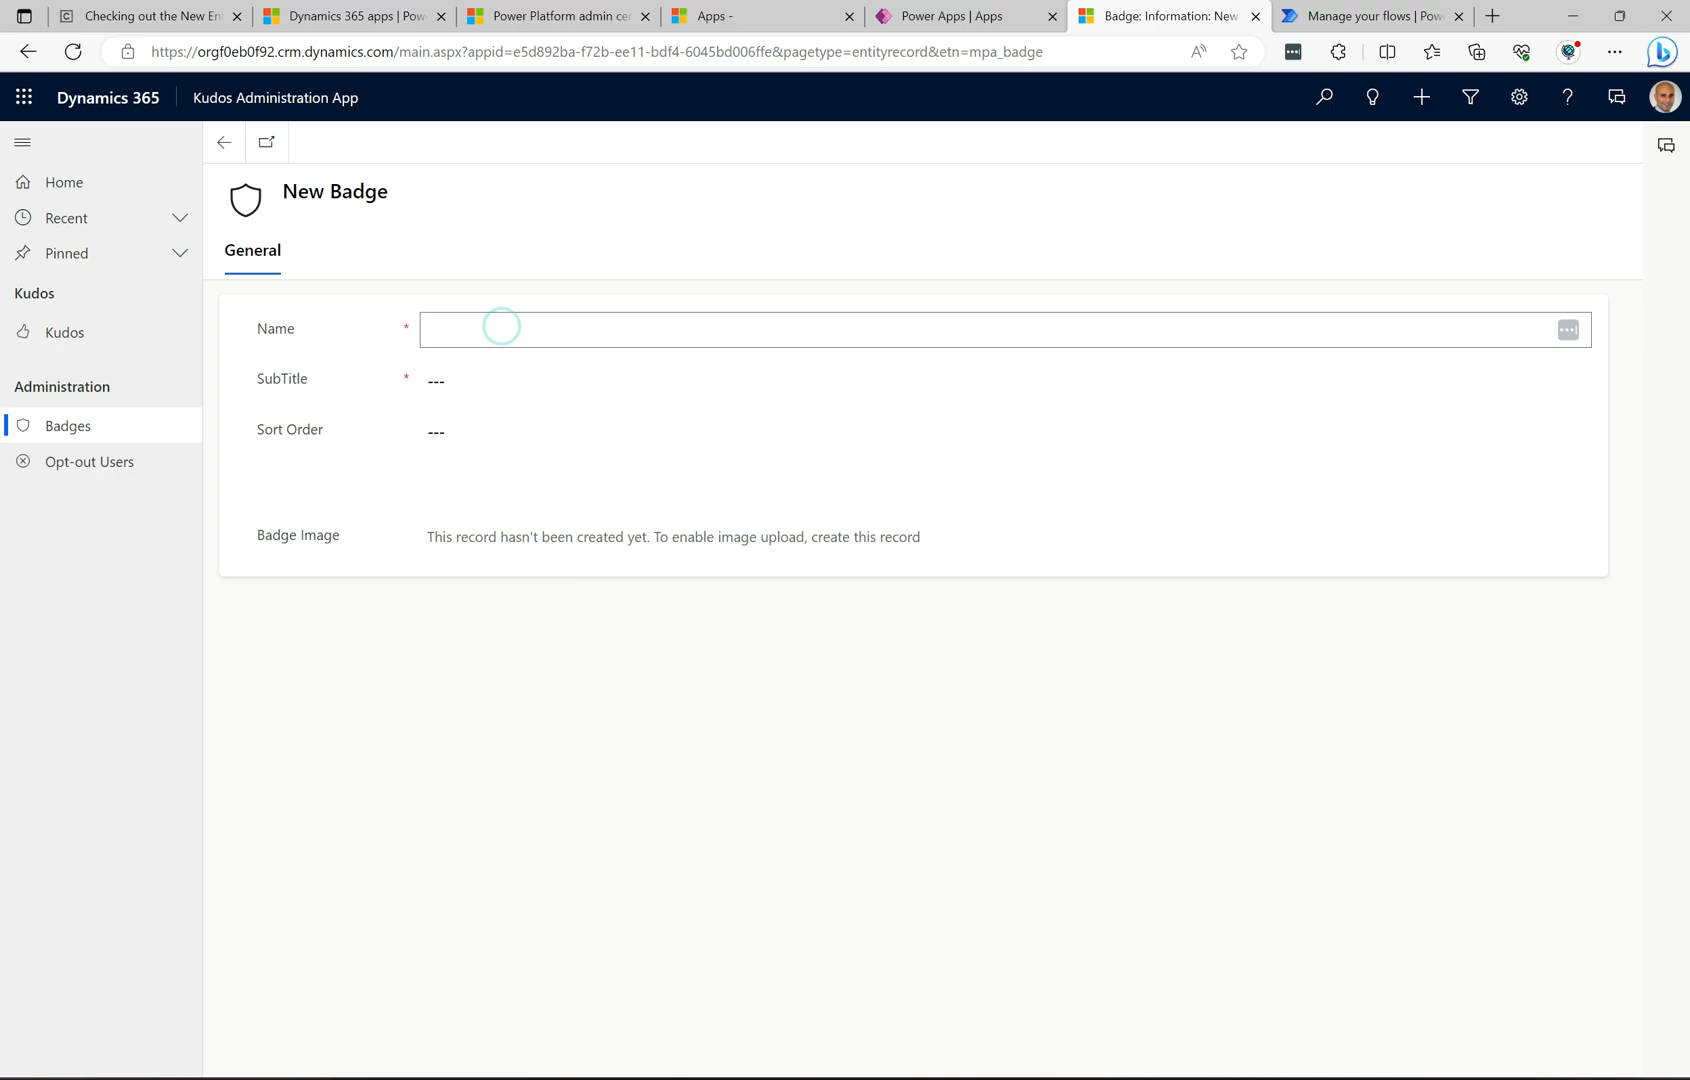 Checking out the New En
Dynamics 365 apps | Pow
Power Platform admin ce
Apps -
Power Apps | Apps
Badge: Information: New
Manage your flows | Pow
https://orgf0eb0f92.crm.dynamics.com/main.aspx?appid=e5d892ba-f72b-ee11-bdf4-6045bd006ffe&pagetype=entityrecord&etn=mpa_badge
Dynamics 365
Kudos Administration App
Home
Recent
Pinned
Kudos
Kudos
Administration
Badges
Opt-out Users
New Badge
General
Name *
SubTitle * ---
Sort Order ---
Badge Image This record hasn't been created yet. To enable image upload, create this record